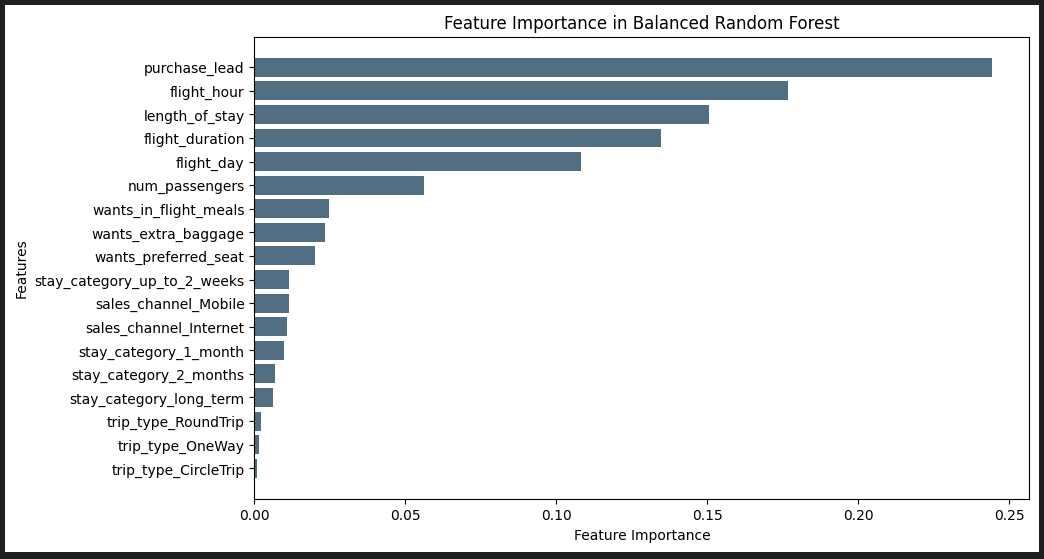 Feature Importance in Balanced Random Forest
Features
purchase_lead
flight_hour
length_of_stay
flight_duration
flight_day
num_passengers
wants_in_flight_meals
wants_extra_baggage
wants_preferred_seat
stay_category_up_to_2_weeks
sales_channel_Mobile
sales_channel_Internet
stay_category_1_month
stay_category_2_months
stay_category_long_term
trip_type_RoundTrip
trip_type_OneWay
trip_type_CircleTrip
0.00 0.05 0.10 0.15 0.20 0.25
Feature Importance